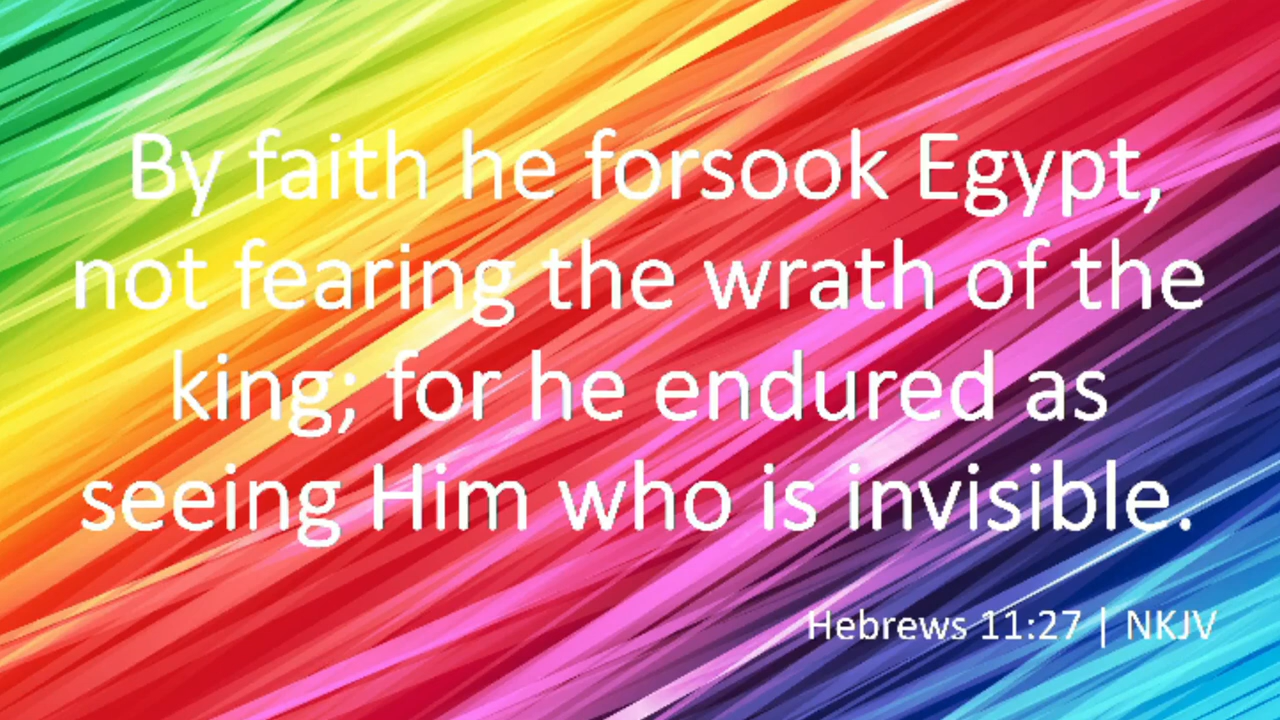 By faith he forsook Egypt,
not fearing the wrath of the
king; for he endured as
seeing Him who is invisible.
Hebrews 11:27 | NKJV